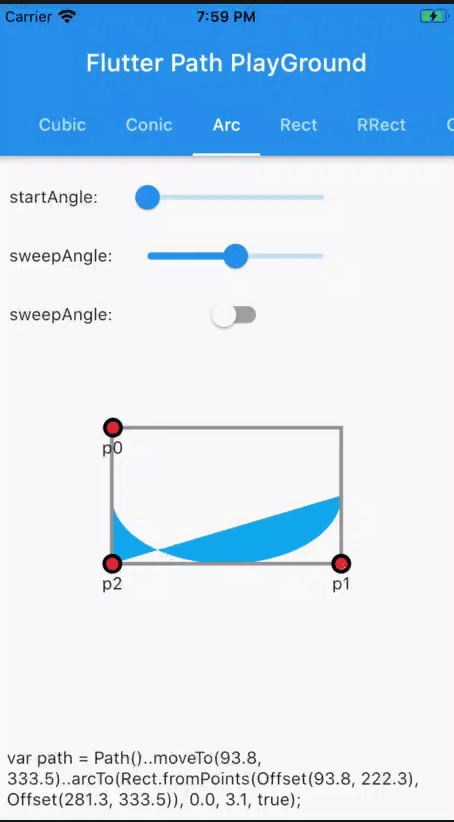 Carrier 7:59 PM
Flutter Path PlayGround
Cubic Conic Arc Rect RRect
startAngle:
sweepAngle:
sweepAngle:
p0
p2 p1
var path = Path()..moveTo(93.8,
333.5)..arcTo(Rect.fromPoints(Offset(93.8, 222.3),
Offset(281.3, 333.5)), 0.0, 3.1, true);